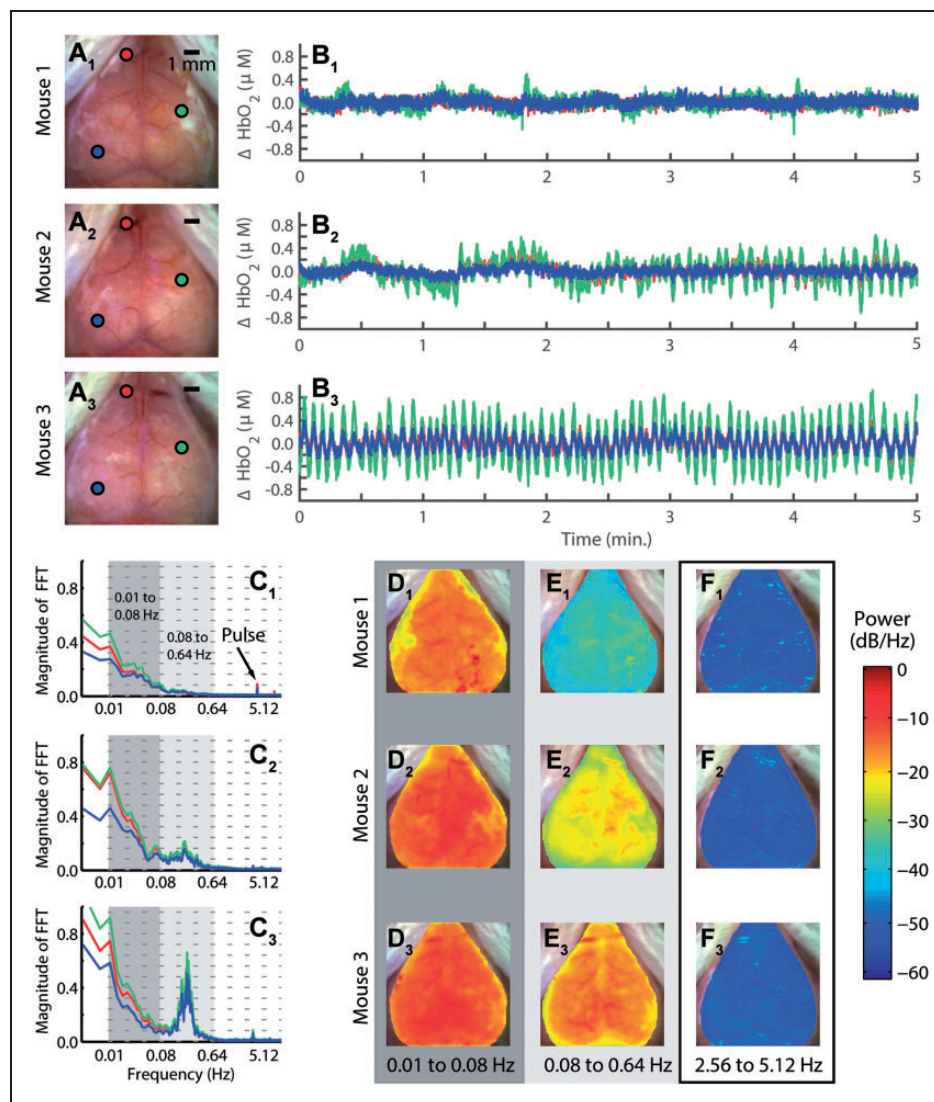 Mouse 1
A1
1 mm
B1
Δ HbO2 (μ M)
0.8
0.4
0.0
-0.4
-0.8
0 1 2 3 4 5
Mouse 2
A2
B2
Δ HbO2 (μ M)
0.8
0.4
0.0
-0.4
-0.8
0 1 2 3 4 5
Mouse 3
A3
B3
Δ HbO2 (μ M)
0.8
0.4
0.0
-0.4
-0.8
0 1 2 3 4 5
Time (min.)
C1
Magnitude of FFT
0.8
0.4
0.0
0.01 to
0.08 Hz
0.08 to
0.64 Hz
Pulse
0.01 0.08 0.64 5.12
C2
Magnitude of FFT
0.8
0.4
0.0
0.01 0.08 0.64 5.12
C3
Magnitude of FFT
0.8
0.4
0.0
0.01 0.08 0.64 5.12
Frequency (Hz)
Mouse 1
D1 E1 F1
Mouse 2
D2 E2 F2
Mouse 3
D3 E3 F3
0.01 to 0.08 Hz 0.08 to 0.64 Hz 2.56 to 5.12 Hz
Power
(dB/Hz)
0
−10
−20
−30
−40
−50
−60